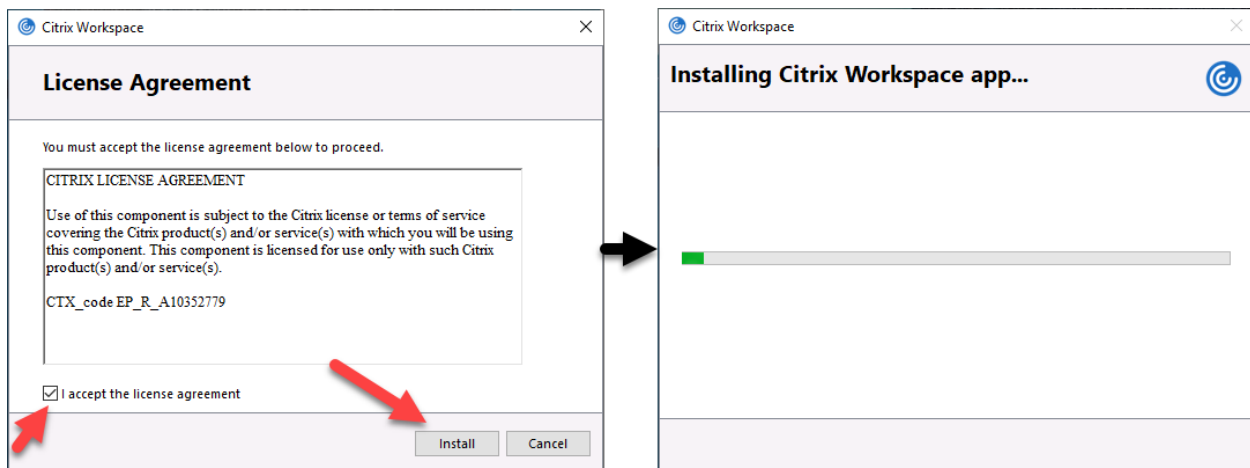 Citrix Workspace
License Agreement
You must accept the license agreement below to proceed.
CITRIX LICENSE AGREEMENT
Use of this component is subject to the Citrix license or terms of service
covering the Citrix product(s) and/or service(s) with which you will be using
this component. This component is licensed for use only with such Citrix
product(s) and/or service(s).
CTX_code EP_R_A10352779
I accept the license agreement
Install
Cancel
Citrix Workspace
Installing Citrix Workspace app...